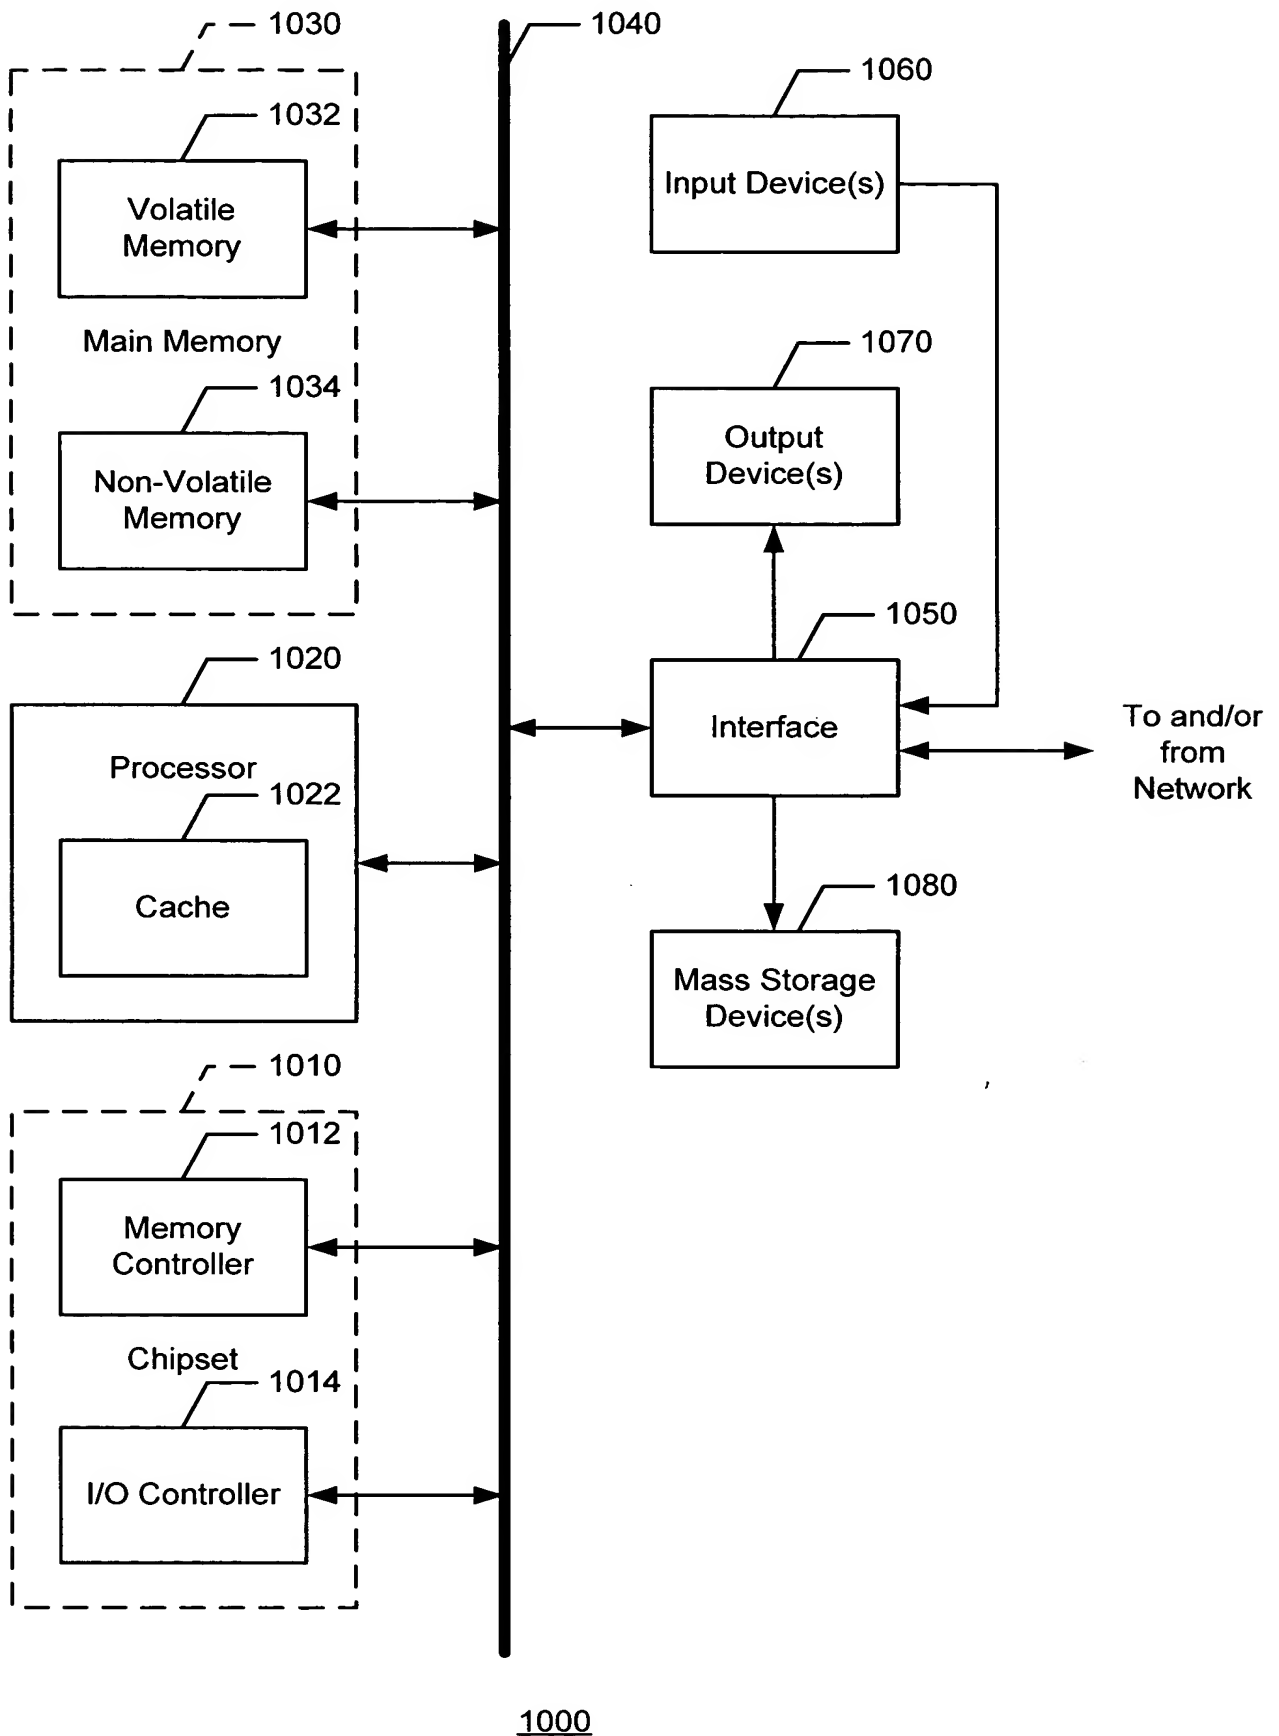 1030
1032
Volatile
Memory
Main Memory
1034
Non-Volatile
Memory
1020
Processor
1022
Cache
1010
1012
Memory
Controller
Chipset
1014
I/O Controller
1040
1060
Input Device(s)
1070
Output
Device(s)
1050
Interface
To and/or
from
Network
1080
Mass Storage
Device(s)
1000